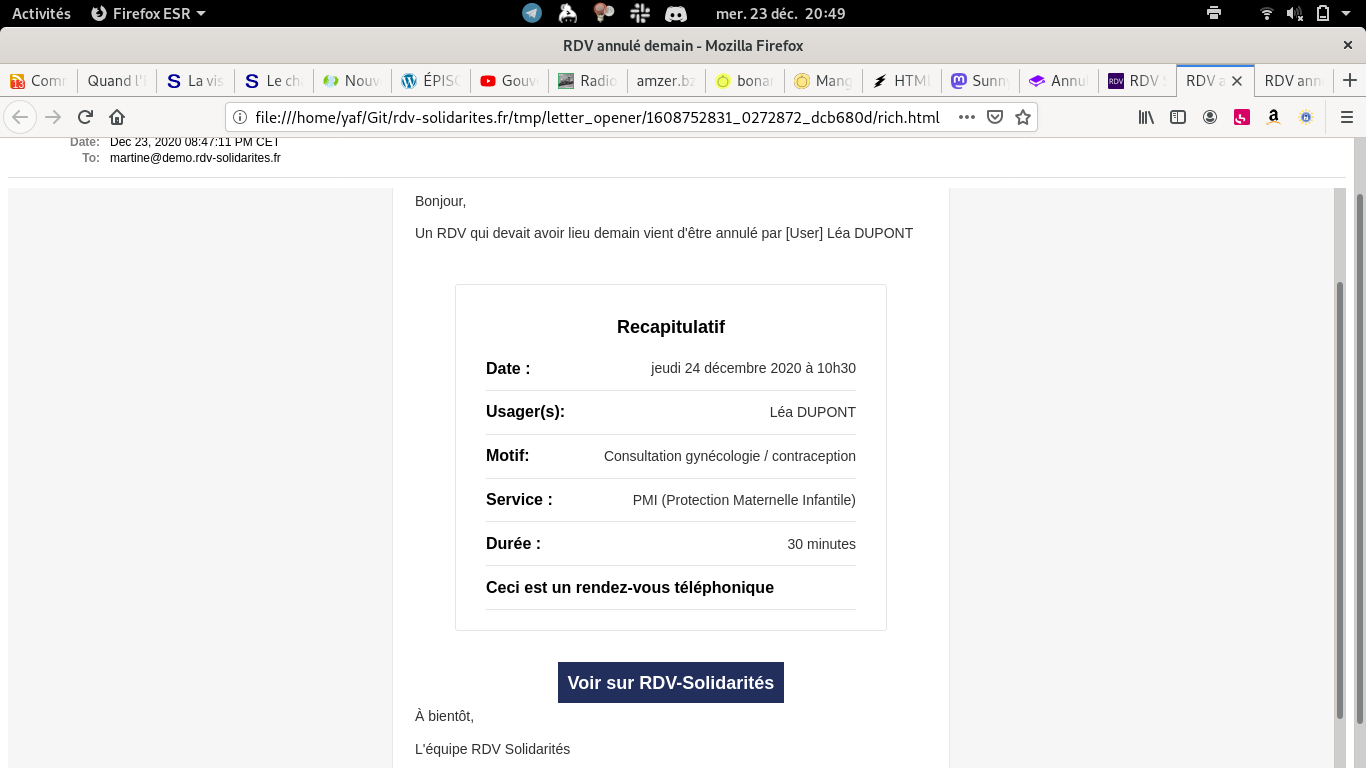 Activités
Firefox ESR
mer. 23 déc. 20:49
RDV annulé demain - Mozilla Firefox
Comm
Quand l'I
La vis
Le cha
Nouv
ÉPISO
Gouv
Radio
amzer.bz
bonar
Mang
HTML
Sunny
Annul
RDV S
RDV a
RDV ann
file:///home/yaf/Git/rdv-solidarites.fr/tmp/letter_opener/1608752831_0272872_dcb680d/rich.html
Date: Dec 23, 2020 08:47:11 PM CET
To: martine@demo.rdv-solidarites.fr
Bonjour,
Un RDV qui devait avoir lieu demain vient d'être annulé par [User] Léa DUPONT
Recapitulatif
Date : jeudi 24 décembre 2020 à 10h30
Usager(s): Léa DUPONT
Motif: Consultation gynécologie / contraception
Service : PMI (Protection Maternelle Infantile)
Durée : 30 minutes
Ceci est un rendez-vous téléphonique
Voir sur RDV-Solidarités
À bientôt,
L'équipe RDV Solidarités